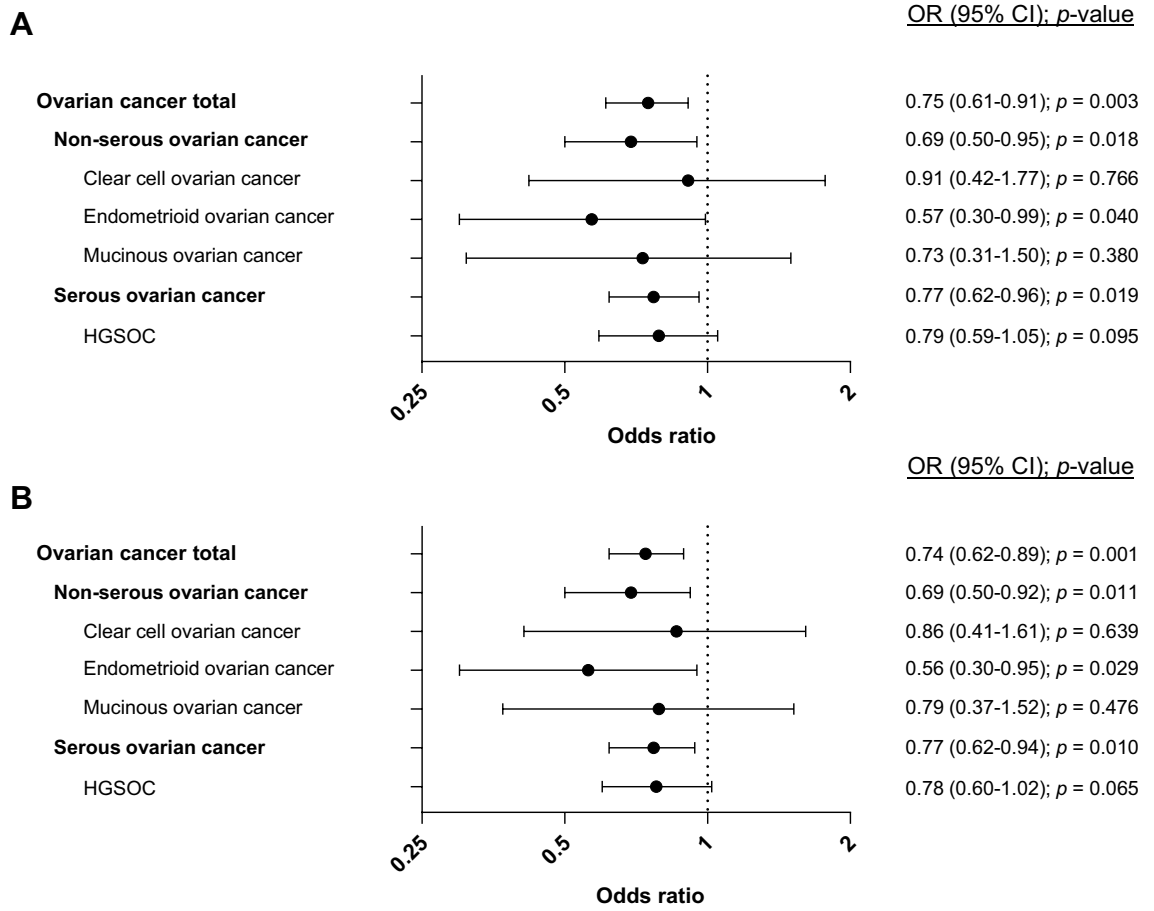 A
OR (95% CI); p-value
Ovarian cancer total 0.75 (0.61-0.91); p = 0.003
Non-serous ovarian cancer 0.69 (0.50-0.95); p = 0.018
Clear cell ovarian cancer 0.91 (0.42-1.77); p = 0.766
Endometrioid ovarian cancer 0.57 (0.30-0.99); p = 0.040
Mucinous ovarian cancer 0.73 (0.31-1.50); p = 0.380
Serous ovarian cancer 0.77 (0.62-0.96); p = 0.019
HGSOC 0.79 (0.59-1.05); p = 0.095
0.25 0.5 1 2
Odds ratio
OR (95% CI); p-value
B
Ovarian cancer total 0.74 (0.62-0.89); p = 0.001
Non-serous ovarian cancer 0.69 (0.50-0.92); p = 0.011
Clear cell ovarian cancer 0.86 (0.41-1.61); p = 0.639
Endometrioid ovarian cancer 0.56 (0.30-0.95); p = 0.029
Mucinous ovarian cancer 0.79 (0.37-1.52); p = 0.476
Serous ovarian cancer 0.77 (0.62-0.94); p = 0.010
HGSOC 0.78 (0.60-1.02); p = 0.065
0.25 0.5 1 2
Odds ratio